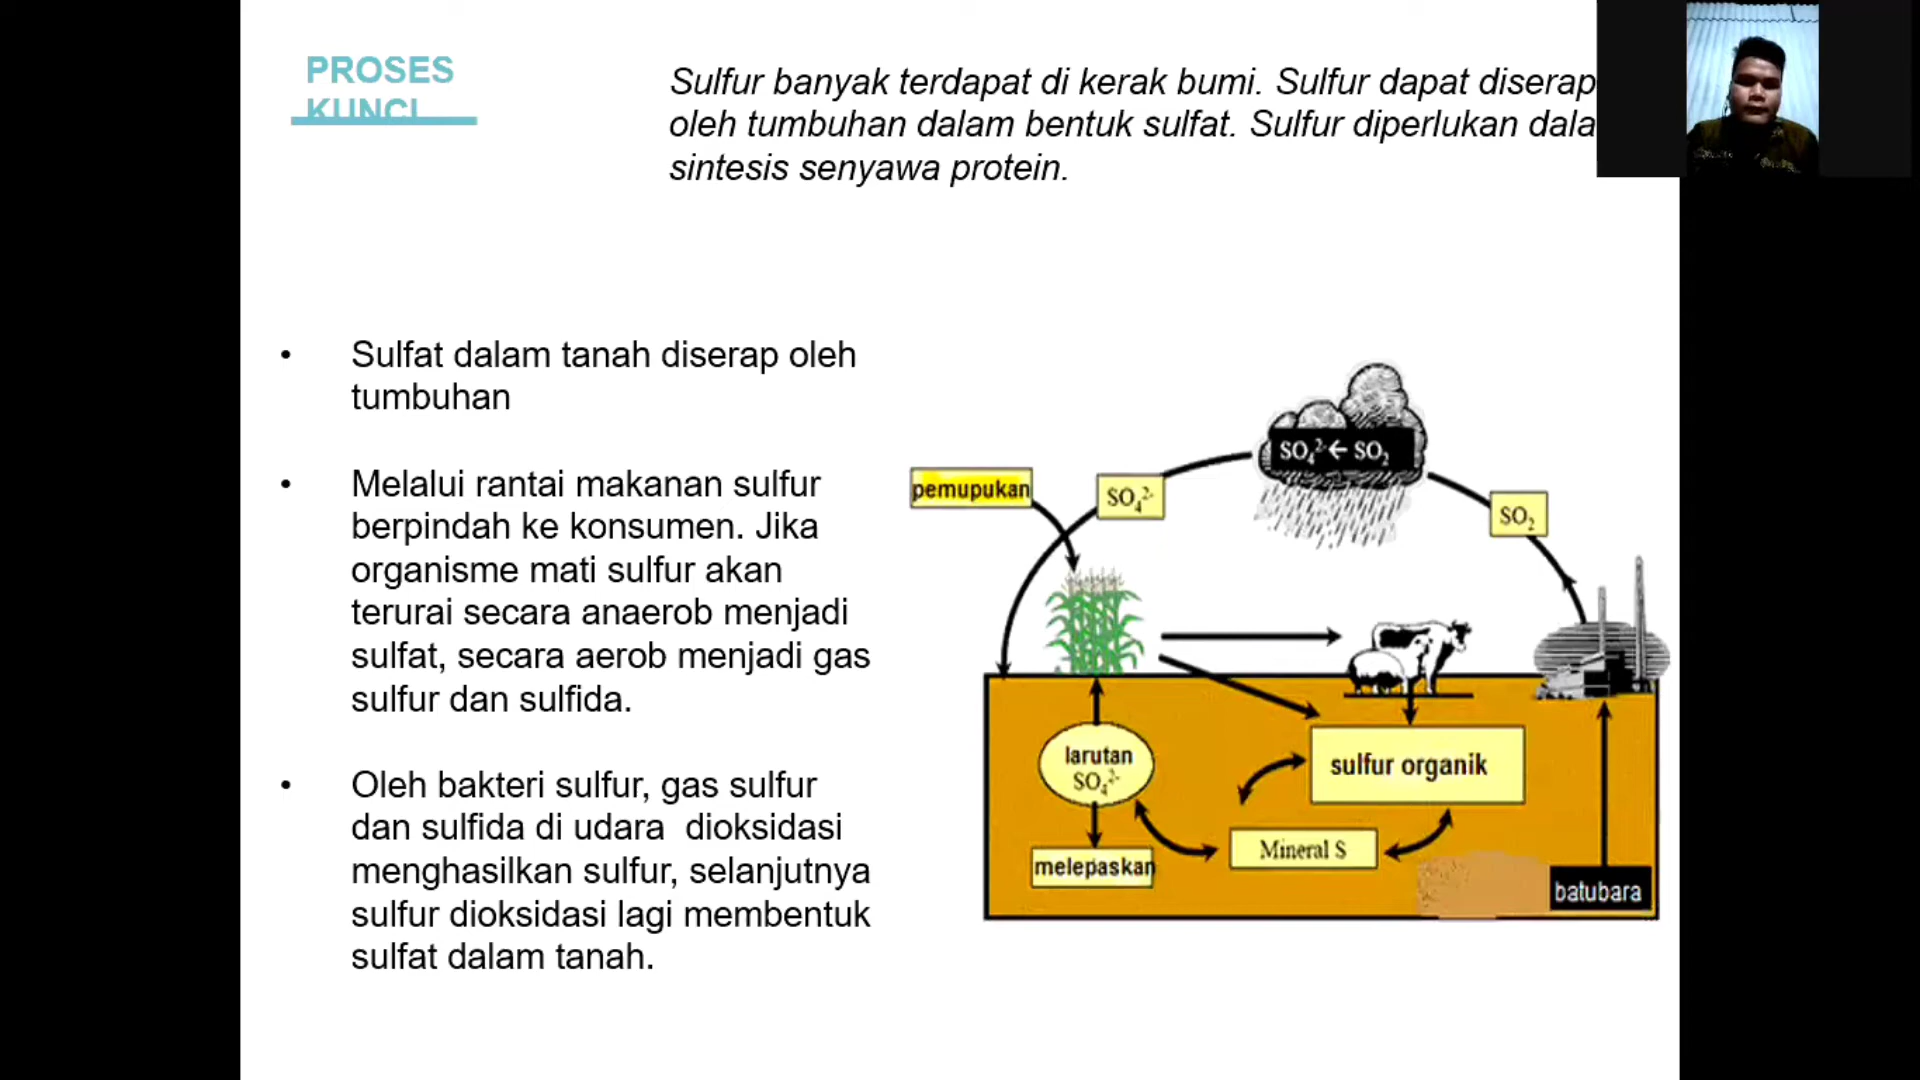 PROSES
KUNCI
Sulfur banyak terdapat di kerak bumi. Sulfur dapat diserap
oleh tumbuhan dalam bentuk sulfat. Sulfur diperlukan dala
sintesis senyawa protein.
• Sulfat dalam tanah diserap oleh
tumbuhan
• Melalui rantai makanan sulfur
berpindah ke konsumen. Jika
organisme mati sulfur akan
terurai secara anaerob menjadi
sulfat, secara aerob menjadi gas
sulfur dan sulfida.
• Oleh bakteri sulfur, gas sulfur
dan sulfida di udara  dioksidasi
menghasilkan sulfur, selanjutnya
sulfur dioksidasi lagi membentuk
sulfat dalam tanah.
SO₄²⁻ ← SO₂
pemupukan
SO₄²⁻
SO₂
larutan
SO₄²⁻
sulfur organik
melepaskan
Mineral S
batubara